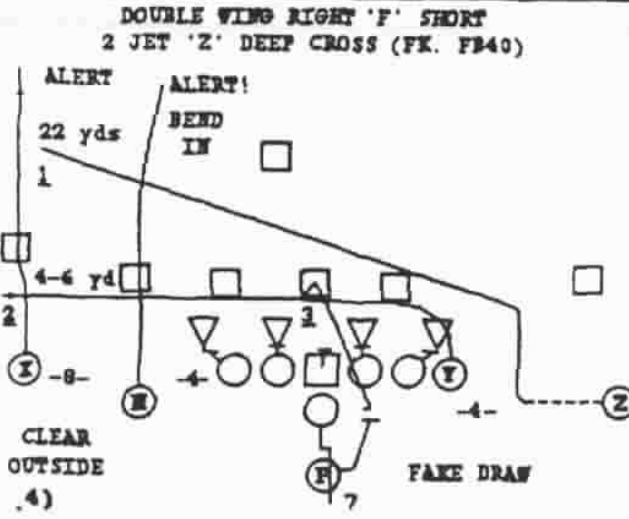 DOUBLE WING RIGHT 'F' SHORT
2 JET 'Z' DEEP CROSS (FK. FB40)
ALERT
ALERT!
BEND
IN
22 yds
1
4-6 yd
2
3
X
-8-
H
-4-
Y
-4-
Z
CLEAR
OUTSIDE
.4)
F
7
FAKE DRAW